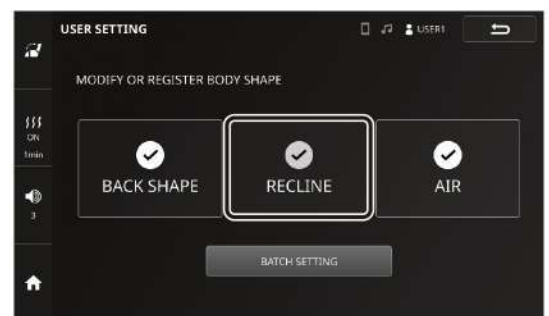 USER SETTING
USER1
MODIFY OR REGISTER BODY SHAPE
ON
1min
3
BACK SHAPE
RECLINE
AIR
BATCH SETTING